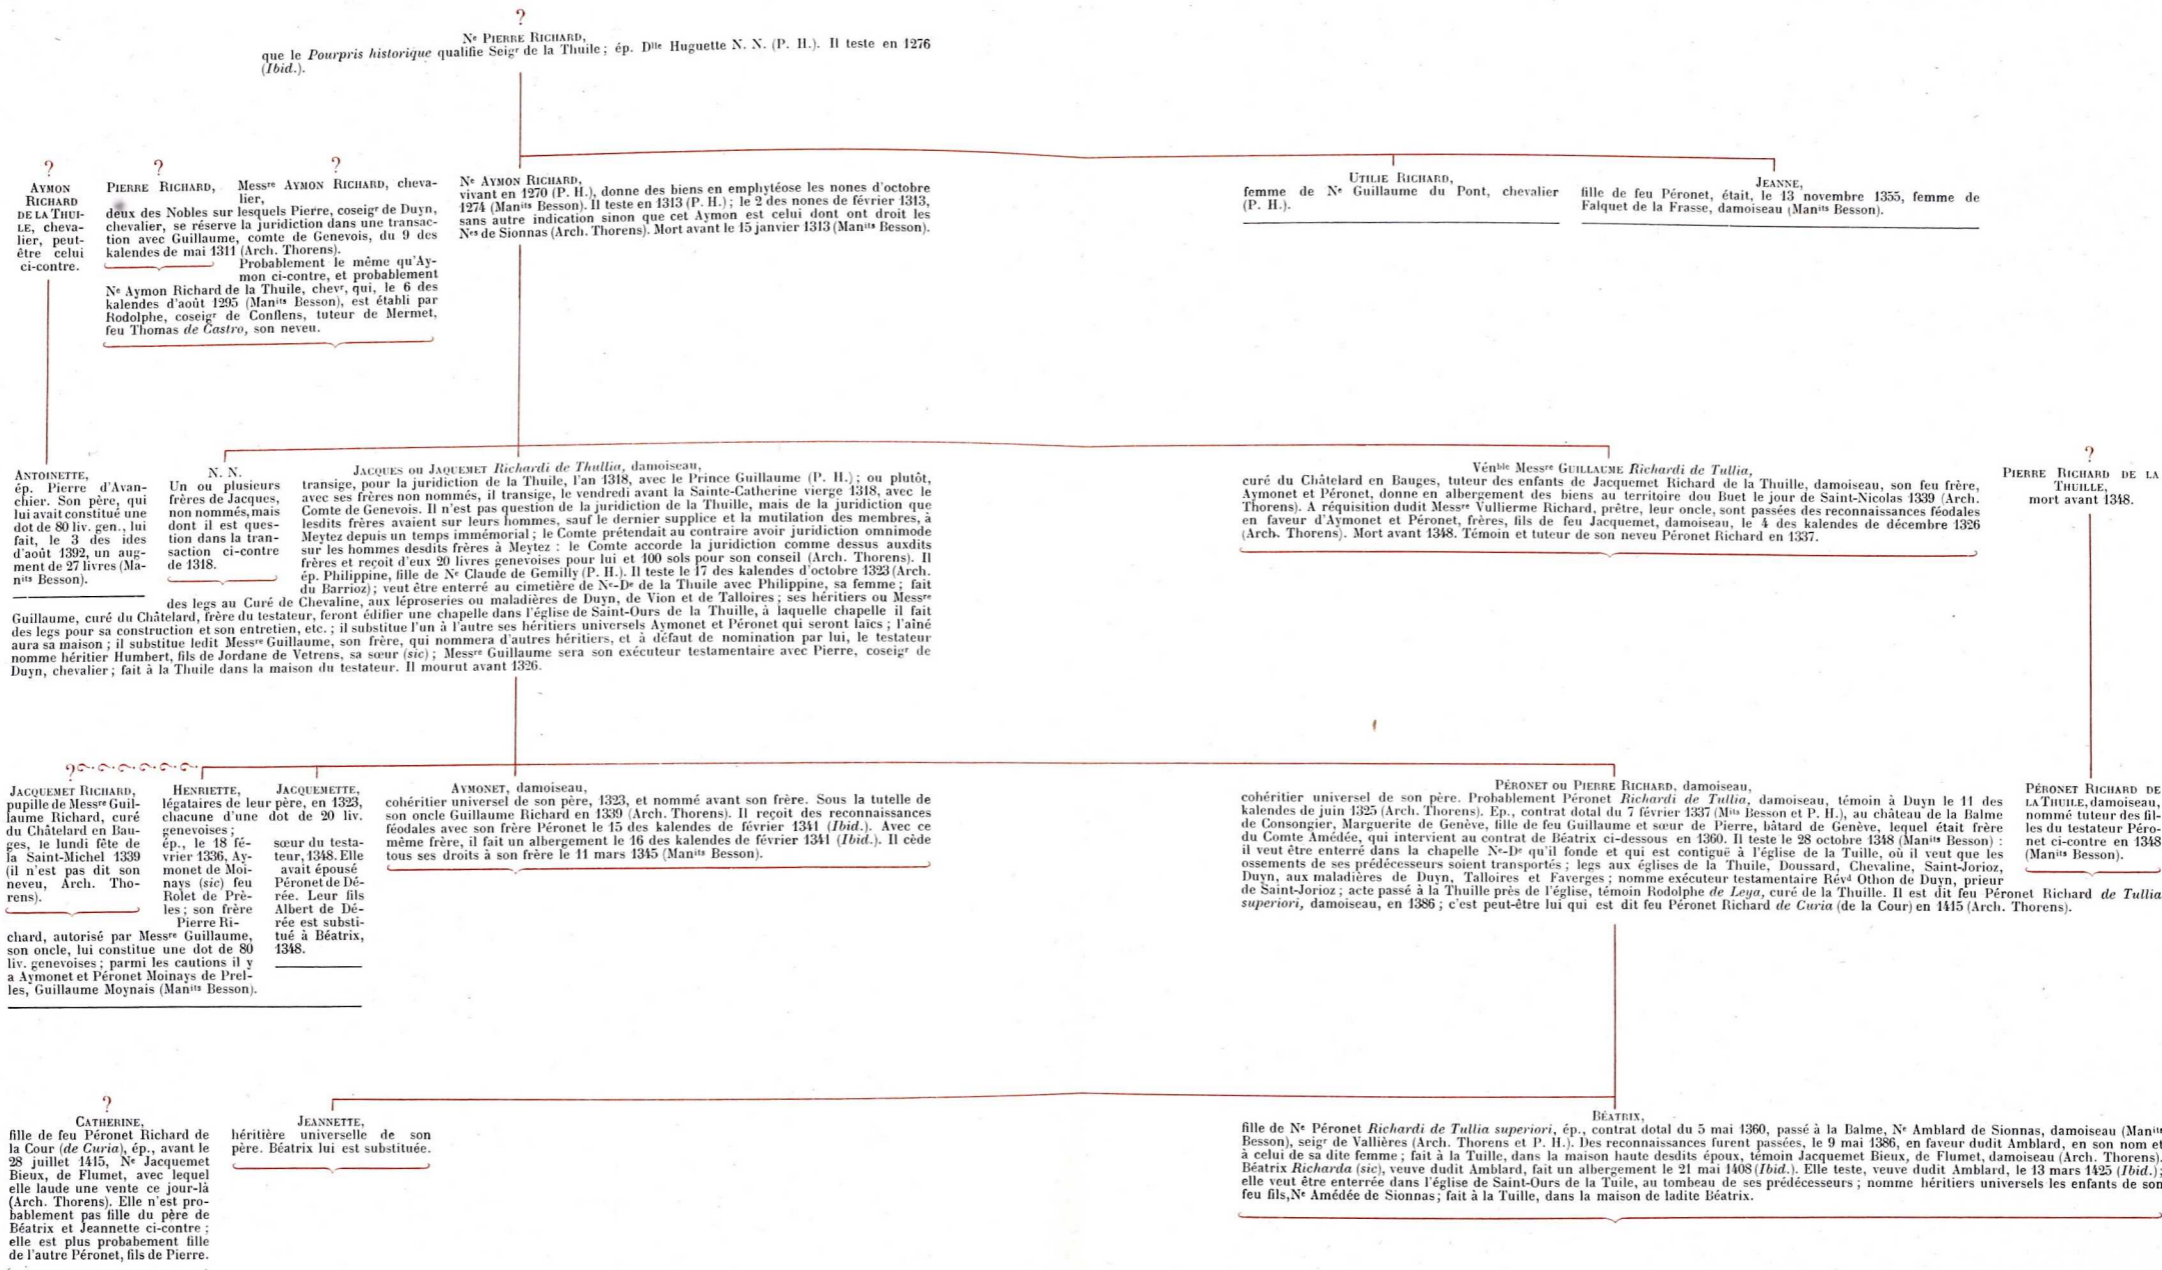 ?
Nᵉ PIERRE RICHARD,
que le Pourpris historique qualifie Seigʳ de la Thuile ; ép. Dˡˡᵉ Huguette N. N. (P. H.). Il teste en 1276
(Ibid.).
?
AYMON
RICHARD
DE LA THUI-
LE, cheva-
lier, peut-
être celui
ci-contre.
?
PIERRE RICHARD,
?
Messʳᵉ AYMON RICHARD, cheva-
lier,
deux des Nobles sur lesquels Pierre, coseigʳ de Duyn,
chevalier, se réserve la juridiction dans une transac-
tion avec Guillaume, comte de Genevois, du 9 des
kalendes de mai 1311 (Arch. Thorens).
Probablement le même qu'Ay-
mon ci-contre, et probablement
Nᵉ Aymon Richard de la Thuile, chevʳ, qui, le 6 des
kalendes d'août 1295 (Manⁱᵗˢ Besson), est établi par
Rodolphe, coseigʳ de Conflens, tuteur de Mermet,
feu Thomas de Castro, son neveu.
Nᵉ AYMON RICHARD,
vivant en 1270 (P. H.), donne des biens en emphytéose les nones d'octobre
1274 (Manⁱᵗˢ Besson). Il teste en 1313 (P. H.) ; le 2 des nones de février 1313,
sans autre indication sinon que cet Aymon est celui dont ont droit les
Nᵉˢ de Sionnas (Arch. Thorens). Mort avant le 15 janvier 1313 (Manⁱᵗˢ Besson).
UTILIE RICHARD,
femme de Nᵉ Guillaume du Pont, chevalier
(P. H.).
JEANNE,
fille de feu Péronet, était, le 13 novembre 1355, femme de
Falquet de la Frasse, damoiseau (Manⁱᵗˢ Besson).
ANTOINETTE,
ép. Pierre d'Avan-
chier. Son père, qui
lui avait constitué une
dot de 80 liv. gen., lui
fait, le 3 des ides
d'août 1392, un aug-
ment de 27 livres (Ma-
nⁱᵗˢ Besson).
N. N.
Un ou plusieurs
frères de Jacques,
non nommés, mais
dont il est ques-
tion dans la tran-
saction ci-contre
de 1318.
JACQUES OU JAQUEMET Richardi de Thullia, damoiseau,
transige, pour la juridiction de la Thuile, l'an 1318, avec le Prince Guillaume (P. H.) ; ou plutôt,
avec ses frères non nommés, il transige, le vendredi avant la Sainte-Catherine vierge 1318, avec le
Comte de Genevois. Il n'est pas question de la juridiction de la Thuille, mais de la juridiction que
lesdits frères avaient sur leurs hommes, sauf le dernier supplice et la mutilation des membres, à
Meytez depuis un temps immémorial ; le Comte prétendait au contraire avoir juridiction omnimode
sur les hommes desdits frères à Meytez : le Comte accorde la juridiction comme dessus auxdits
frères et reçoit d'eux 20 livres genevoises pour lui et 100 sols pour son conseil (Arch. Thorens). Il
ép. Philippine, fille de Nᵉ Claude de Gemilly (P. H.). Il teste le 17 des kalendes d'octobre 1323 (Arch.
du Barrioz) ; veut être enterré au cimetière de Nᵉ-Dᵉ de la Thuile avec Philippine, sa femme ; fait
des legs au Curé de Chevaline, aux léproseries ou maladières de Duyn, de Vion et de Talloires ; ses héritiers ou Messʳᵉ
Guillaume, curé du Châtelard, frère du testateur, feront édifier une chapelle dans l'église de Saint-Ours de la Thuille, à laquelle chapelle il fait
des legs pour sa construction et son entretien, etc. ; il substitue l'un à l'autre ses héritiers universels Aymonet et Péronet qui seront laïcs ; l'aîné
aura sa maison ; il substitue ledit Messʳᵉ Guillaume, son frère, qui nommera d'autres héritiers, et à défaut de nomination par lui, le testateur
nomme héritier Humbert, fils de Jordane de Vetrens, sa sœur (sic) ; Messʳᵉ Guillaume sera son exécuteur testamentaire avec Pierre, coseigʳ de
Duyn, chevalier ; fait à la Thuile dans la maison du testateur. Il mourut avant 1326.
Vénᵇˡᵉ Messʳᵉ GUILLAUME Richardi de Tullia,
curé du Châtelard en Bauges, tuteur des enfants de Jacquemet Richard de la Thuille, damoiseau, son feu frère,
Aymonet et Péronet, donne en albergement des biens au territoire dou Buet le jour de Saint-Nicolas 1339 (Arch.
Thorens). A réquisition dudit Messʳᵉ Vullierme Richard, prêtre, leur oncle, sont passées des reconnaissances féodales
en faveur d'Aymonet et Péronet, frères, fils de feu Jacquemet, damoiseau, le 4 des kalendes de décembre 1326
(Arch. Thorens). Mort avant 1348. Témoin et tuteur de son neveu Péronet Richard en 1337.
?
PIERRE RICHARD DE LA
THUILLE,
mort avant 1348.
?
JACQUEMET RICHARD,
pupille de Messʳᵉ Guil-
laume Richard, curé
du Châtelard en Bau-
ges, le lundi fête de
la Saint-Michel 1339
(il n'est pas dit son
neveu, Arch. Tho-
rens).
HENRIETTE, JACQUEMETTE,
légataires de leur père, en 1323,
chacune d'une dot de 20 liv.
genevoises ;
ép., le 18 fé-
vrier 1336, Ay-
monet de Moi-
nays (sic) feu
Rolet de Prè-
les ; son frère
Pierre Ri-
chard, autorisé par Messʳᵉ Guillaume,
son oncle, lui constitue une dot de 80
liv. genevoises ; parmi les cautions il y
a Aymonet et Péronet Moinays de Prel-
les, Guillaume Moynais (Manⁱᵗˢ Besson).
sœur du testa-
teur, 1348. Elle
avait épousé
Péronet de Dé-
rée. Leur fils
Albert de Dé-
rée est substi-
tué à Béatrix,
1348.
AYMONET, damoiseau,
cohéritier universel de son père, 1323, et nommé avant son frère. Sous la tutelle de
son oncle Guillaume Richard en 1339 (Arch. Thorens). Il reçoit des reconnaissances
féodales avec son frère Péronet le 15 des kalendes de février 1341 (Ibid.). Avec ce
même frère, il fait un albergement le 16 des kalendes de février 1341 (Ibid.). Il cède
tous ses droits à son frère le 11 mars 1345 (Manⁱᵗˢ Besson).
PÉRONET OU PIERRE RICHARD, damoiseau,
cohéritier universel de son père. Probablement Péronet Richardi de Tullia, damoiseau, témoin à Duyn le 11 des
kalendes de juin 1325 (Arch. Thorens). Ep., contrat dotal du 7 février 1337 (Mⁱᵗˢ Besson et P. H.), au château de la Balme
de Consongier, Marguerite de Genève, fille de feu Guillaume et sœur de Pierre, bâtard de Genève, lequel était frère
du Comte Amédée, qui intervient au contrat de Béatrix ci-dessous en 1360. Il teste le 28 octobre 1348 (Manⁱᵗˢ Besson) :
il veut être enterré dans la chapelle Nᵉ-Dᵉ qu'il fonde et qui est contiguë à l'église de la Tuille, où il veut que les
ossements de ses prédécesseurs soient transportés ; legs aux églises de la Thuile, Doussard, Chevaline, Saint-Jorioz,
Duyn, aux maladières de Duyn, Talloires et Faverges ; nomme exécuteur testamentaire Révᵈ Othon de Duyn, prieur
de Saint-Jorioz ; acte passé à la Thuille près de l'église, témoin Rodolphe de Leya, curé de la Thuille. Il est dit feu Péronet Richard de Tullia
superiori, damoiseau, en 1386 ; c'est peut-être lui qui est dit feu Péronet Richard de Curia (de la Cour) en 1415 (Arch. Thorens).
PÉRONET RICHARD DE
LA THUILE, damoiseau,
nommé tuteur des fil-
les du testateur Péro-
net ci-contre en 1348
(Manⁱᵗˢ Besson).
?
CATHERINE,
fille de feu Péronet Richard de
la Cour (de Curia), ép., avant le
28 juillet 1415, Nᵉ Jacquemet
Bieux, de Flumet, avec lequel
elle laude une vente ce jour-là
(Arch. Thorens). Elle n'est pro-
bablement pas fille du père de
Béatrix et Jeannette ci-contre ;
elle est plus probabement fille
de l'autre Péronet, fils de Pierre.
JEANNETTE,
héritière universelle de son
père. Béatrix lui est substituée.
BÉATRIX,
fille de Nᵉ Péronet Richardi de Tullia superiori, ép., contrat dotal du 5 mai 1360, passé à la Balme, Nᵉ Amblard de Sionnas, damoiseau (Manⁱᵗˢ
Besson), seigʳ de Vallières (Arch. Thorens et P. H.). Des reconnaissances furent passées, le 9 mai 1386, en faveur dudit Amblard, en son nom et
à celui de sa dite femme ; fait à la Tuille, dans la maison haute desdits époux, témoin Jacquemet Bieux, de Flumet, damoiseau (Arch. Thorens).
Béatrix Richarda (sic), veuve dudit Amblard, fait un albergement le 21 mai 1408 (Ibid.). Elle teste, veuve dudit Amblard, le 13 mars 1425 (Ibid.) ;
elle veut être enterrée dans l'église de Saint-Ours de la Tuile, au tombeau de ses prédécesseurs ; nomme héritiers universels les enfants de son
feu fils, Nᵉ Amédée de Sionnas ; fait à la Tuille, dans la maison de ladite Béatrix.